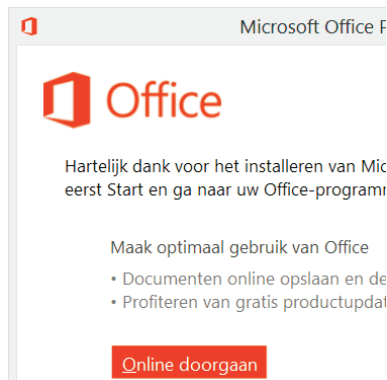 Microsoft Office
Office
Hartelijk dank voor het installeren van
eerst Start en ga naar uw
Maak optimaal gebruik van Office
• Documenten online opslaan en
• Profiteren van gratis
Online doorgaan